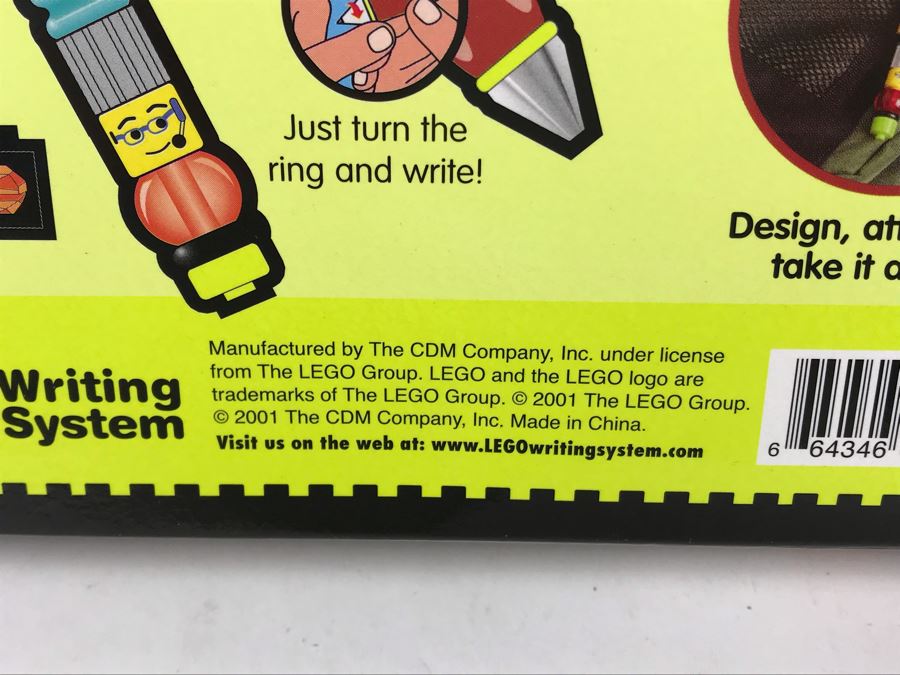 Just turn the
ring and write!
Design,
take it
Writing
System
Manufactured by The CDM Company, Inc. under license
from The LEGO Group. LEGO and the LEGO logo are
trademarks of The LEGO Group. © 2001 The LEGO Group.
© 2001 The CDM Company, Inc. Made in China.
Visit us on the web at: www.LEGOwritingsystem.com
6 64346